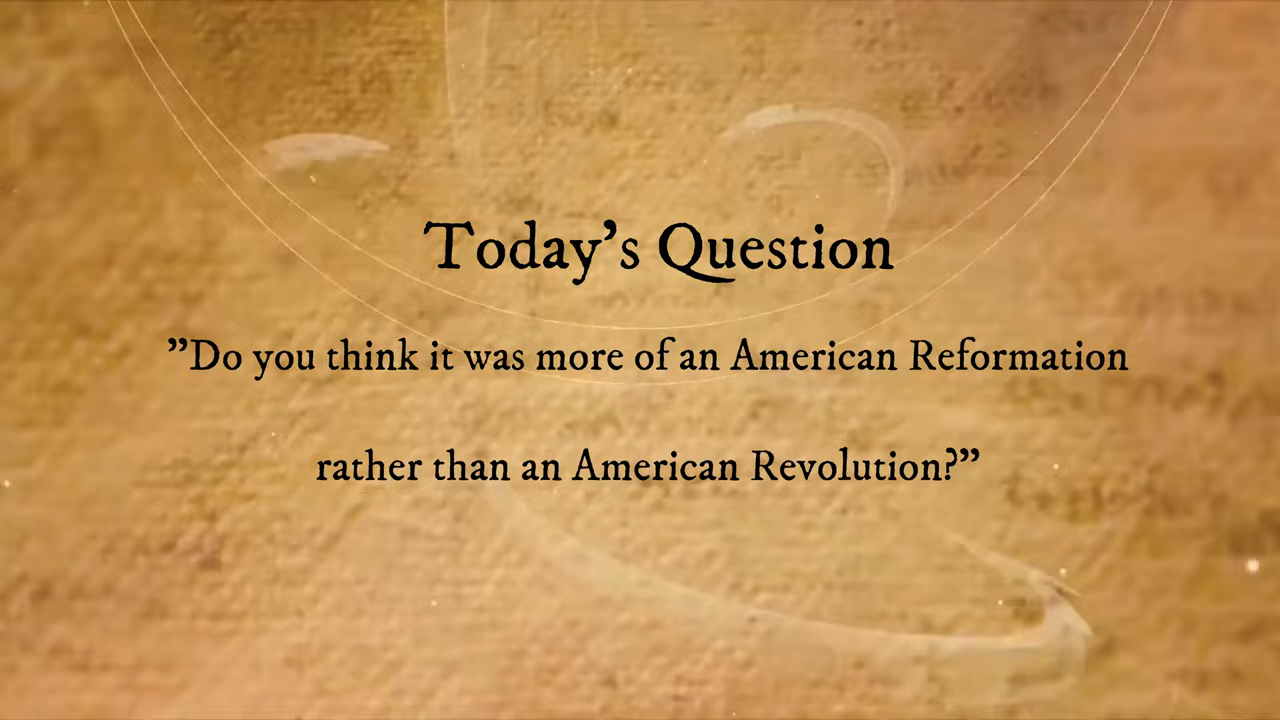 Today’s Question
”Do you think it was more of an American Reformation
rather than an American Revolution?”